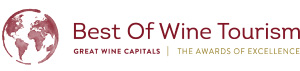 Best Of Wine Tourism
GREAT WINE CAPITALS | THE AWARDS OF EXCELLENCE